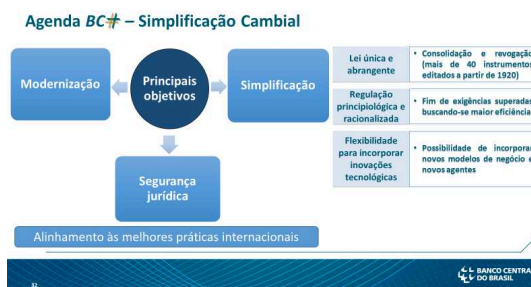 Agenda BC# – Simplificação Cambial
Modernização
Principais
objetivos
Simplificação
Segurança
jurídica
Alinhamento às melhores práticas internacionais
Lei única e
abrangente
• Consolidação e revogação
(mais de 40 instrumentos
editados a partir de 1920)
Regulação
principiológica e
racionalizada
• Fim de exigências superadas
buscando-se maior eficiência
Flexibilidade
para incorporar
inovações
tecnológicas
• Possibilidade de incorporar
novos modelos de negócio e
novos agentes
32
BANCO CENTRA
DO BRASIL